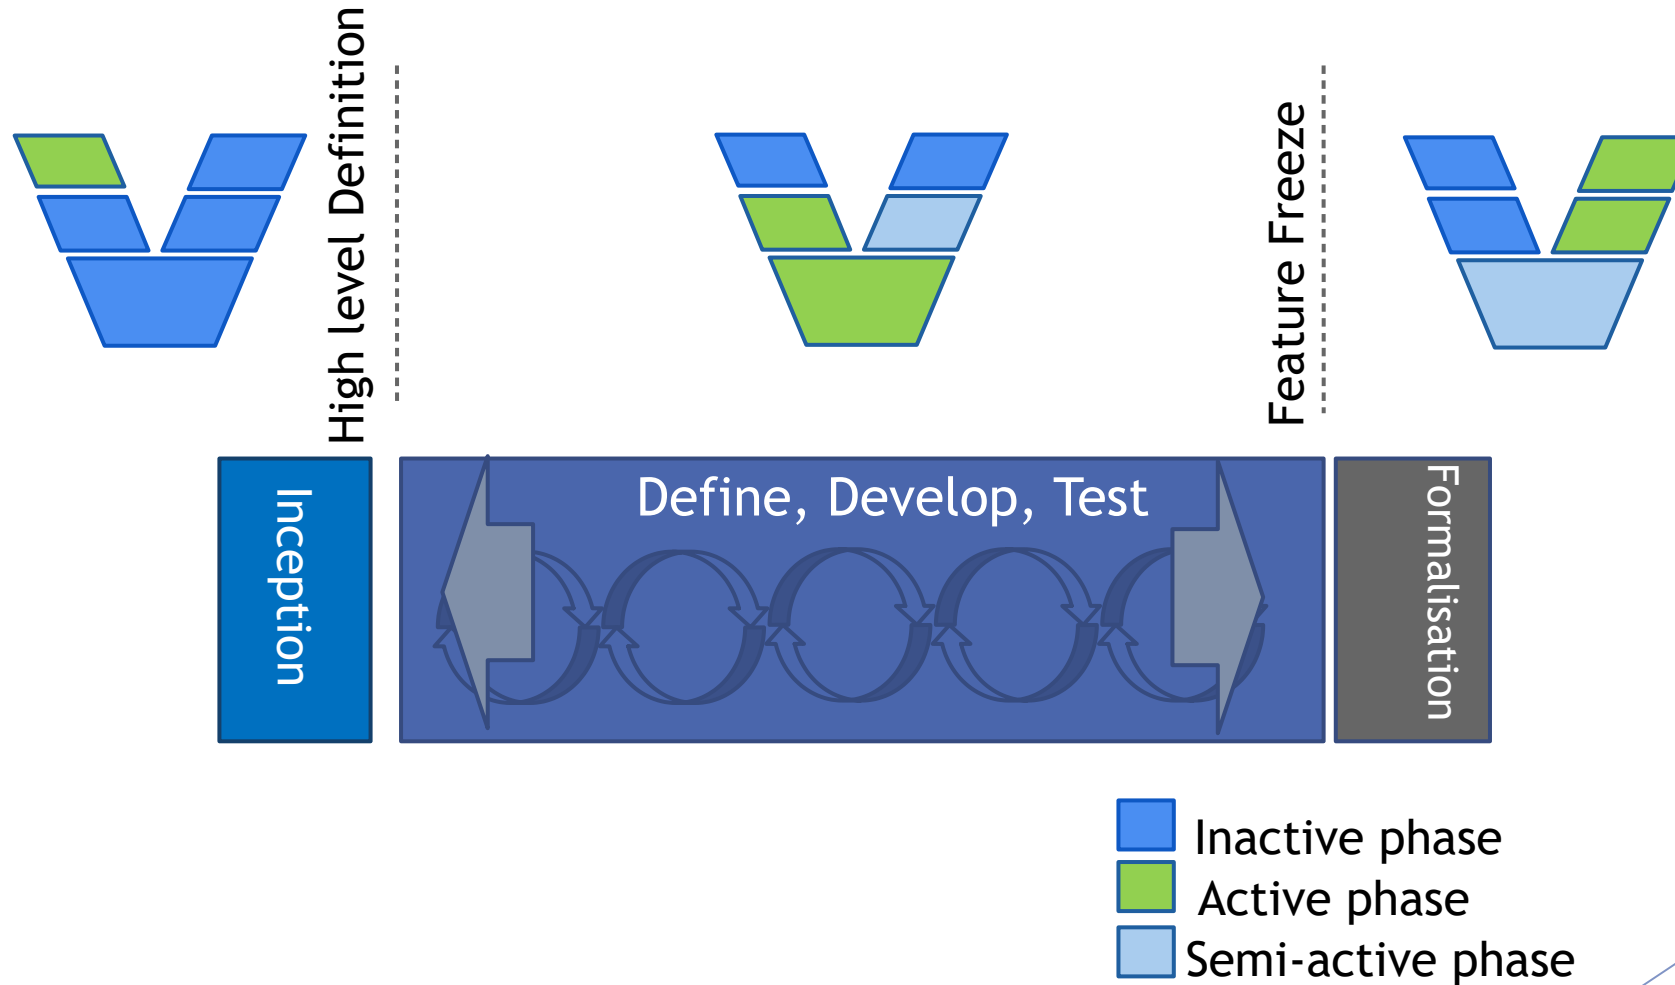 High level Definition
Feature Freeze
Inception
Define, Develop, Test
Formalisation
Inactive phase
Active phase
Semi-active phase